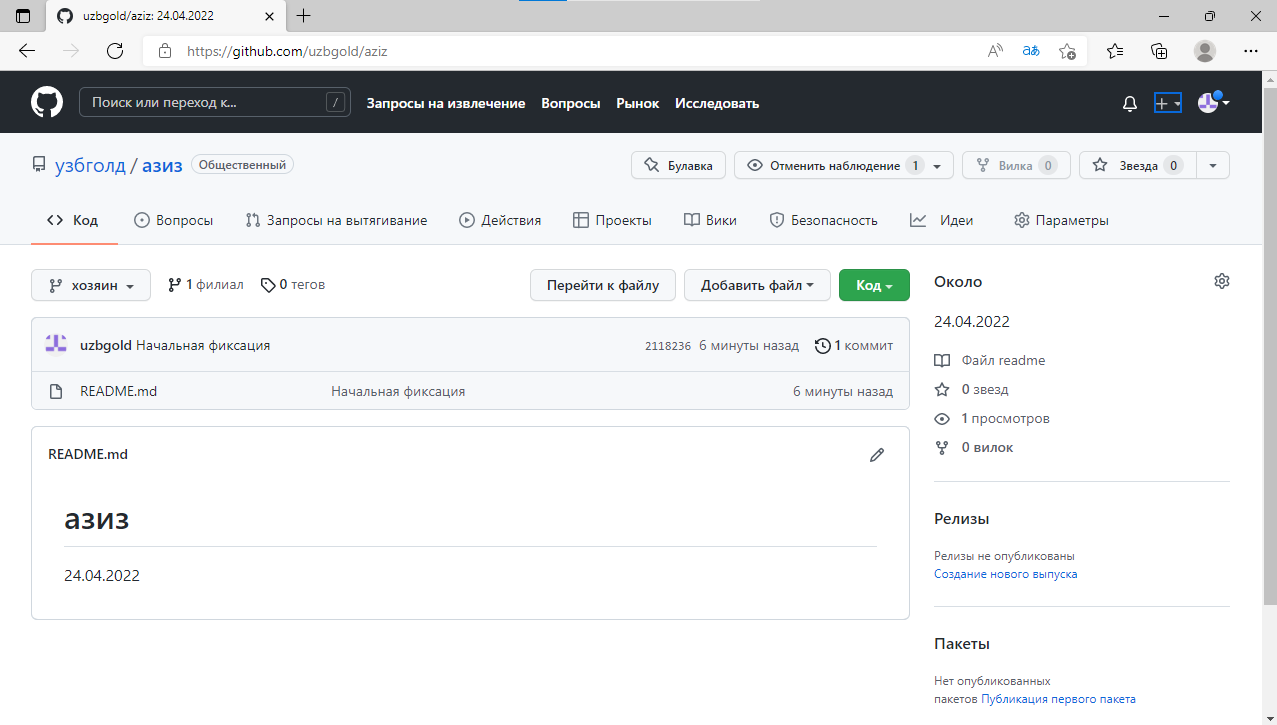 uzbgold/aziz: 24.04.2022
https://github.com/uzbgold/aziz
Поиск или переход к... /
Запросы на извлечение Вопросы Рынок Исследовать
узбголд / азиз Общественный
Булавка Отменить наблюдение 1 Вилка 0 Звезда 0
Код Вопросы Запросы на вытягивание Действия Проекты Вики Безопасность Идеи Параметры
хозяин 1 филиал 0 тегов Перейти к файлу Добавить файл Код
uzbgold Начальная фиксация 2118236 6 минуты назад 1 коммит
README.md Начальная фиксация 6 минуты назад
README.md
азиз
24.04.2022
Около
24.04.2022
Файл readme
0 звезд
1 просмотров
0 вилок
Релизы
Релизы не опубликованы
Создание нового выпуска
Пакеты
Нет опубликованных
пакетов Публикация первого пакета